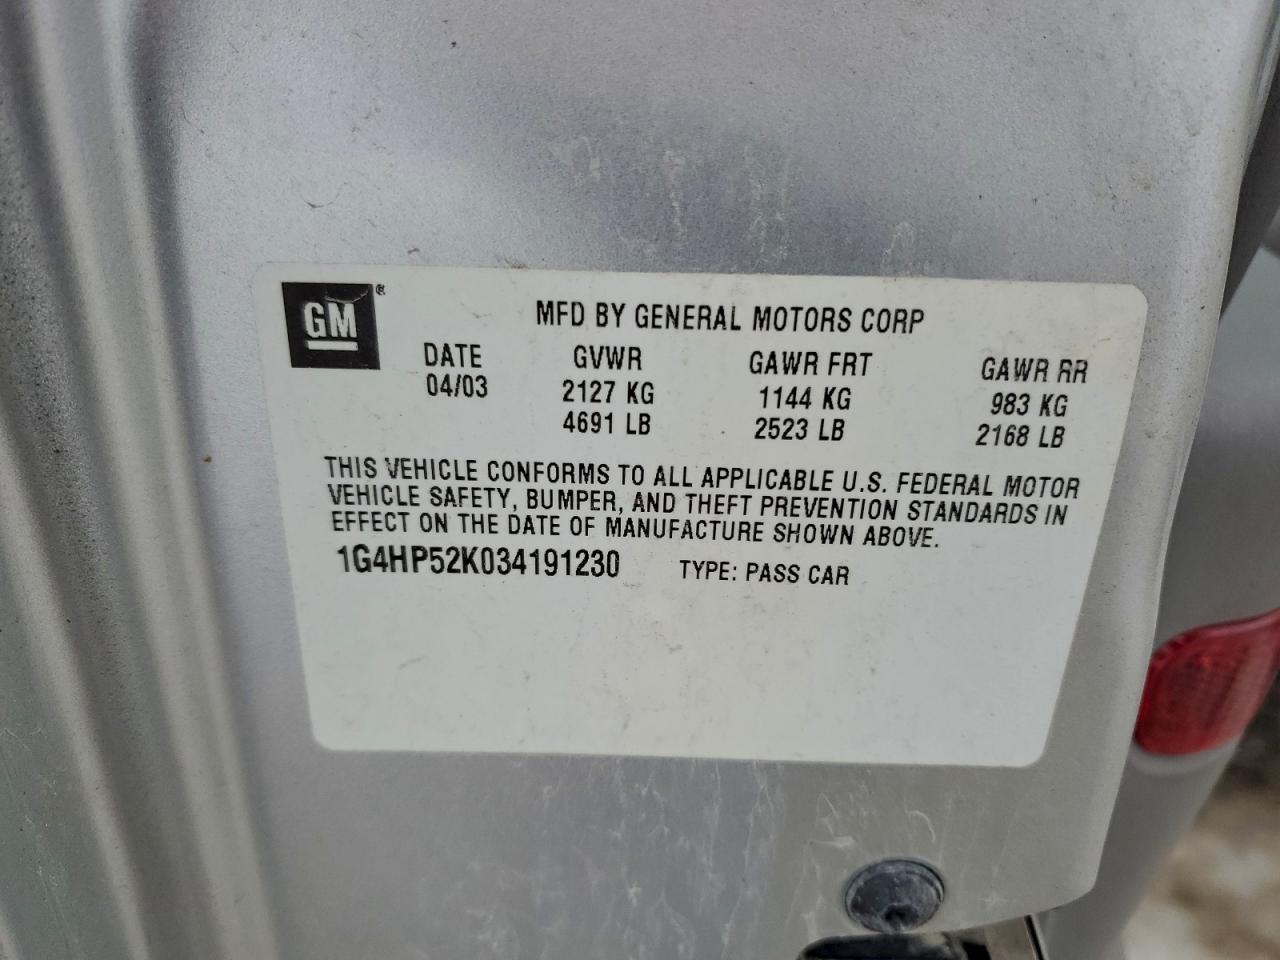 GM®
MFD BY GENERAL MOTORS CORP
DATE GVWR GAWR FRT GAWR RR
04/03 2127 KG 1144 KG 983 KG
4691 LB 2523 LB 2168 LB
THIS VEHICLE CONFORMS TO ALL APPLICABLE U.S. FEDERAL MOTOR
VEHICLE SAFETY, BUMPER, AND THEFT PREVENTION STANDARDS IN
EFFECT ON THE DATE OF MANUFACTURE SHOWN ABOVE.
1G4HP52K034191230 TYPE: PASS CAR